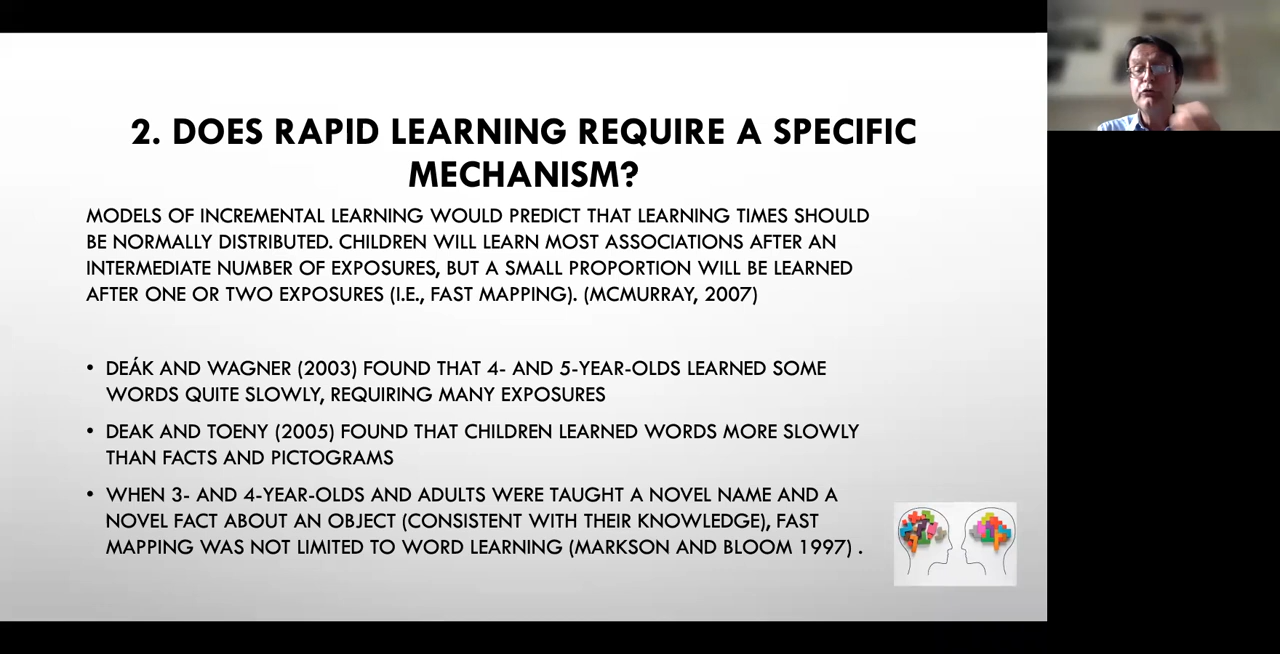 2. DOES RAPID LEARNING REQUIRE A SPECIFIC
MECHANISM?
MODELS OF INCREMENTAL LEARNING WOULD PREDICT THAT LEARNING TIMES SHOULD
BE NORMALLY DISTRIBUTED. CHILDREN WILL LEARN MOST ASSOCIATIONS AFTER AN
INTERMEDIATE NUMBER OF EXPOSURES, BUT A SMALL PROPORTION WILL BE LEARNED
AFTER ONE OR TWO EXPOSURES (I.E., FAST MAPPING). (MCMURRAY, 2007)
• DEÁK AND WAGNER (2003) FOUND THAT 4- AND 5-YEAR-OLDS LEARNED SOME
WORDS QUITE SLOWLY, REQUIRING MANY EXPOSURES
• DEAK AND TOENY (2005) FOUND THAT CHILDREN LEARNED WORDS MORE SLOWLY
THAN FACTS AND PICTOGRAMS
• WHEN 3- AND 4-YEAR-OLDS AND ADULTS WERE TAUGHT A NOVEL NAME AND A
NOVEL FACT ABOUT AN OBJECT (CONSISTENT WITH THEIR KNOWLEDGE), FAST
MAPPING WAS NOT LIMITED TO WORD LEARNING (MARKSON AND BLOOM 1997) .